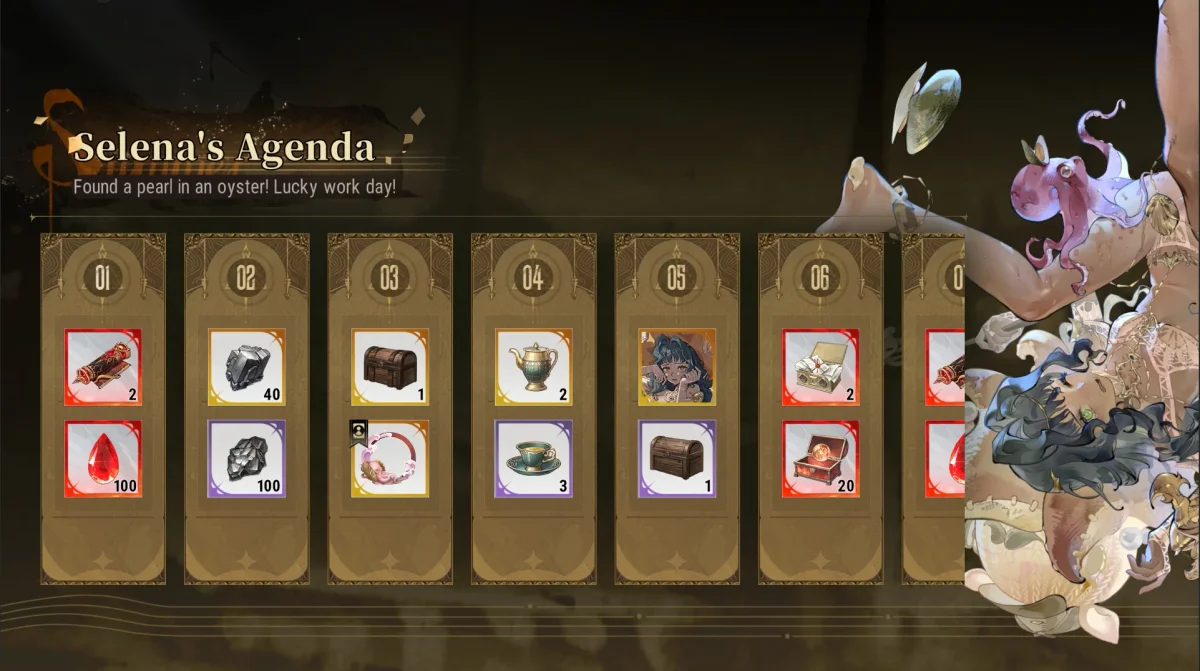 Selena's Agenda
Found a pearl in an oyster! Lucky work day!
01 02 03 04 05 06
2 40 1 2 2
100 100 3 1 20